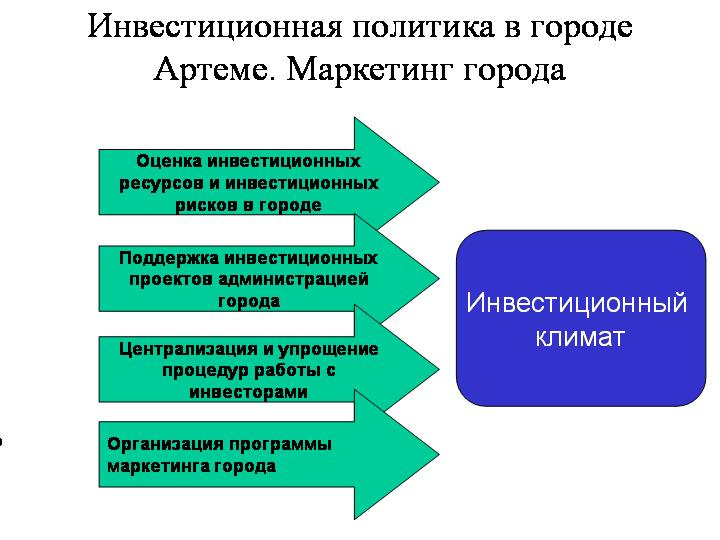 Инвестиционная политика в городе
Артеме. Маркетинг города
Оценка инвестиционных
ресурсов и инвестиционных
рисков в городе
Поддержка инвестиционных
проектов администрацией
города
Централизация и упрощение
процедур работы с
инвесторами
Организация программы
маркетинга города
Инвестиционный
климат